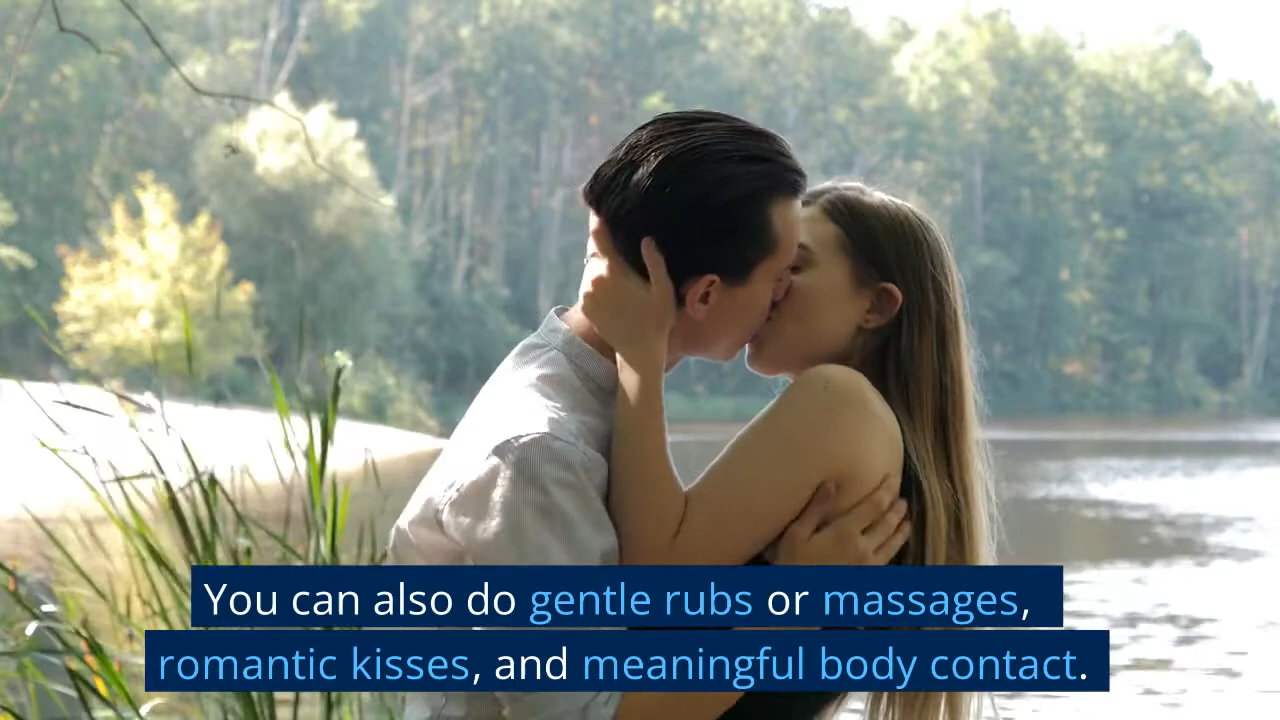 You can also do gentle rubs or massages,
romantic kisses, and meaningful body contact.